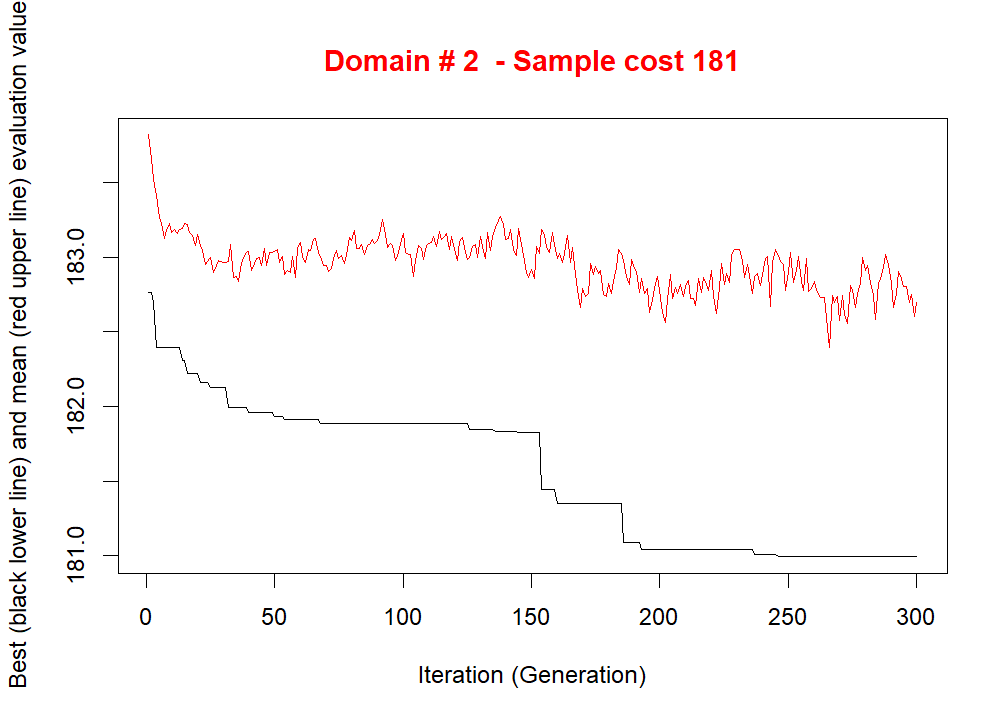 Domain # 2  - Sample cost 181
Best (black lower line) and mean (red upper line) evaluation value
183.0
182.0
181.0
0 50 100 150 200 250 300
Iteration (Generation)